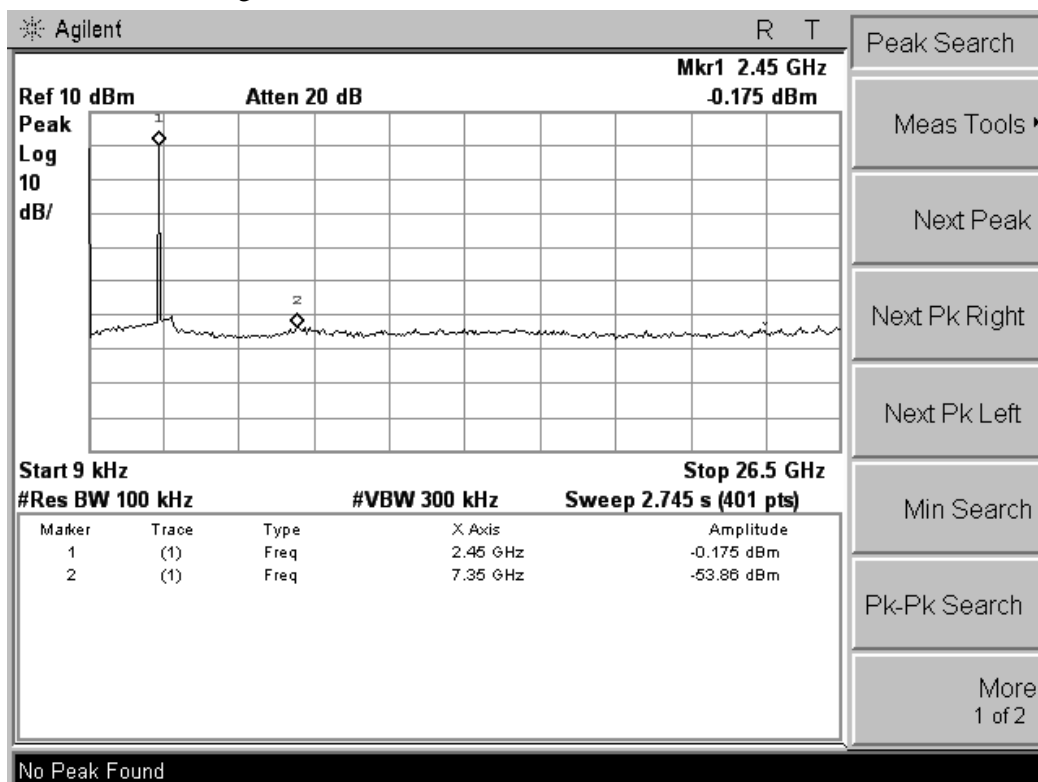 Agilent R T
Peak Search
Mkr1 2.45 GHz
Ref 10 dBm Atten 20 dB -0.175 dBm
Peak
Log
10
dB/
1
2
Meas Tools
Next Peak
Next Pk Right
Next Pk Left
Start 9 kHz Stop 26.5 GHz
#Res BW 100 kHz #VBW 300 kHz Sweep 2.745 s (401 pts)
Marker Trace Type X Axis Amplitude
1 (1) Freq 2.45 GHz -0.175 dBm
2 (1) Freq 7.35 GHz -53.86 dBm
Min Search
Pk-Pk Search
More
1 of 2
No Peak Found